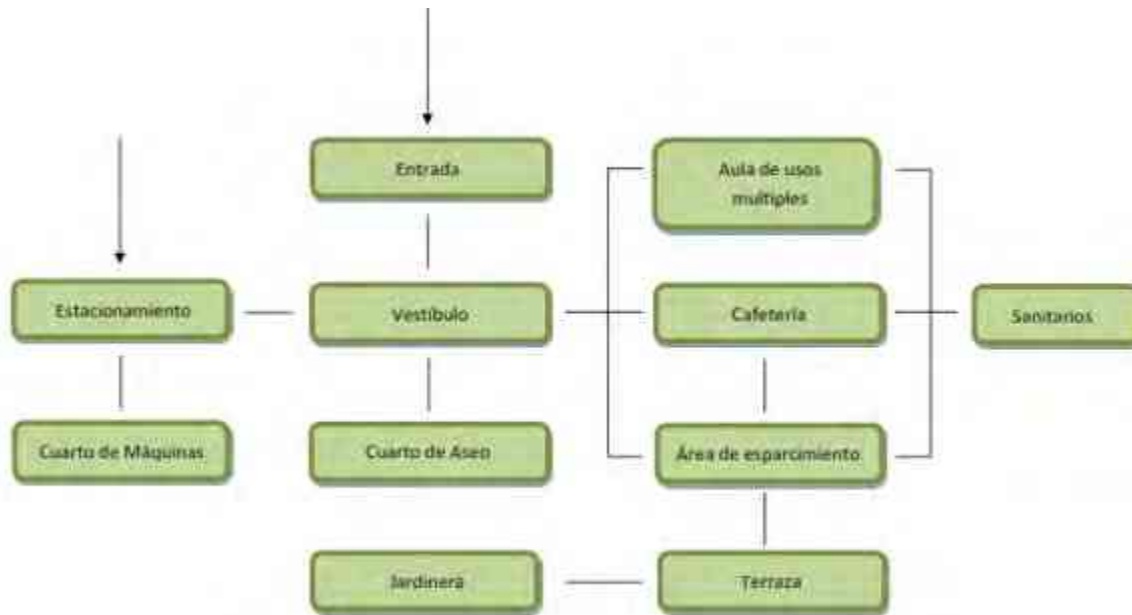 Entrada
Aula de usos
multiples
Estacionamiento
Vestíbulo
Cafetería
Sanitarios
Cuarto de Máquinas
Cuarto de Aseo
Área de esparcimiento
Jardinera
Terraza